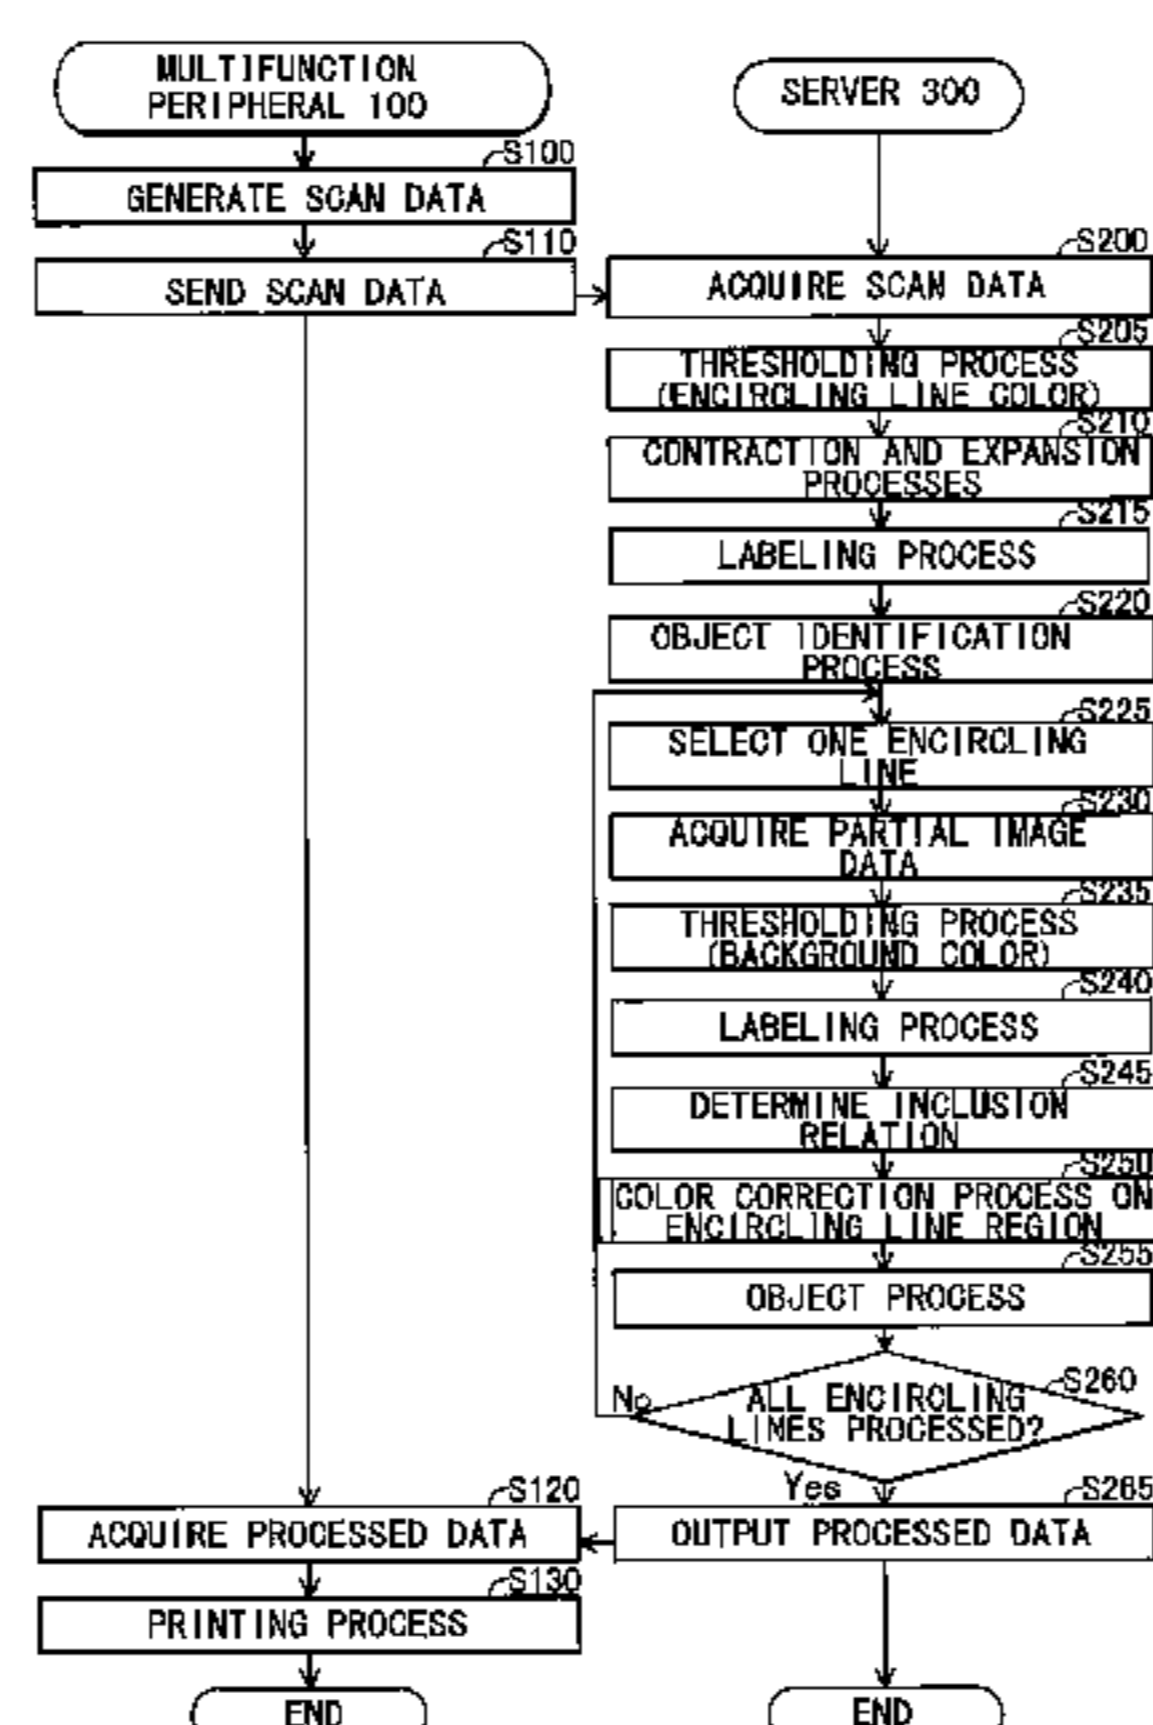 MULTIFUNCTION
PERIPHERAL 100
S100
GENERATE SCAN DATA
S110
SEND SCAN DATA
SERVER 300
S200
ACQUIRE SCAN DATA
S205
THRESHOLDING PROCESS
(ENCIRCLING LINE COLOR)
S210
CONTRACTION AND EXPANSION
PROCESSES
S215
LABELING PROCESS
S220
OBJECT IDENTIFICATION
PROCESS
S225
SELECT ONE ENCIRCLING
LINE
S230
ACQUIRE PARTIAL IMAGE
DATA
S235
THRESHOLDING PROCESS
(BACKGROUND COLOR)
S240
LABELING PROCESS
S245
DETERMINE INCLUSION
RELATION
S250
COLOR CORRECTION PROCESS ON
ENCIRCLING LINE REGION
S255
OBJECT PROCESS
S260
ALL ENCIRCLING
LINES PROCESSED?
No
Yes
S265
OUTPUT PROCESSED DATA
END
S120
ACQUIRE PROCESSED DATA
S130
PRINTING PROCESS
END